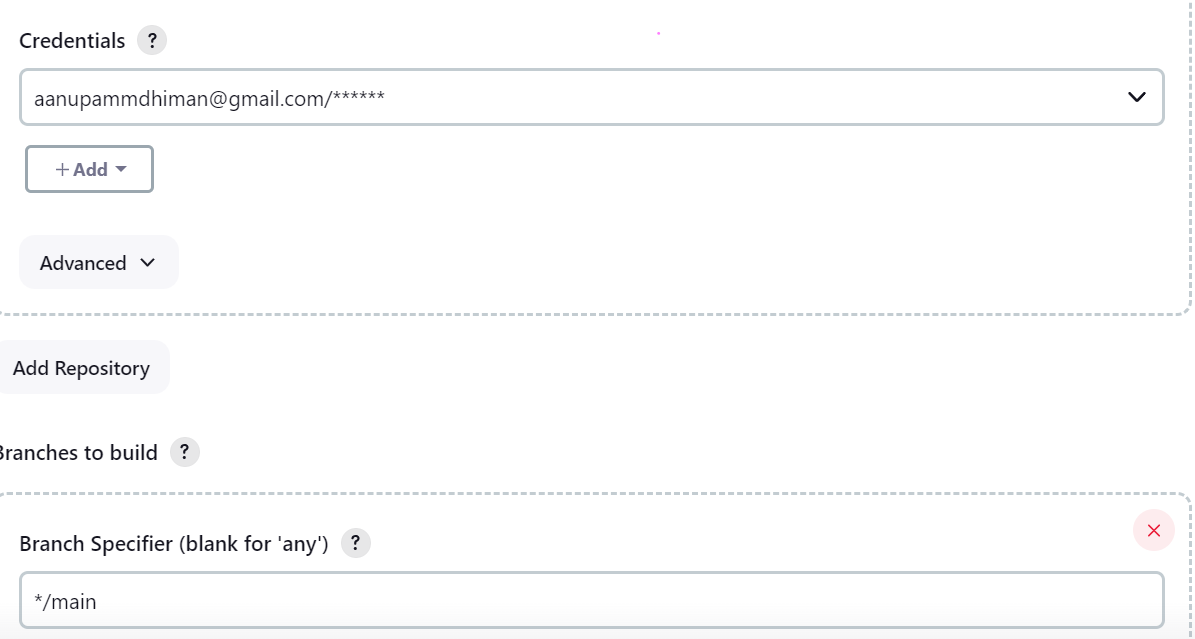 Credentials ?
aanupammdhiman@gmail.com/******
+ Add
Advanced
Add Repository
Branches to build ?
Branch Specifier (blank for 'any') ?
*/main